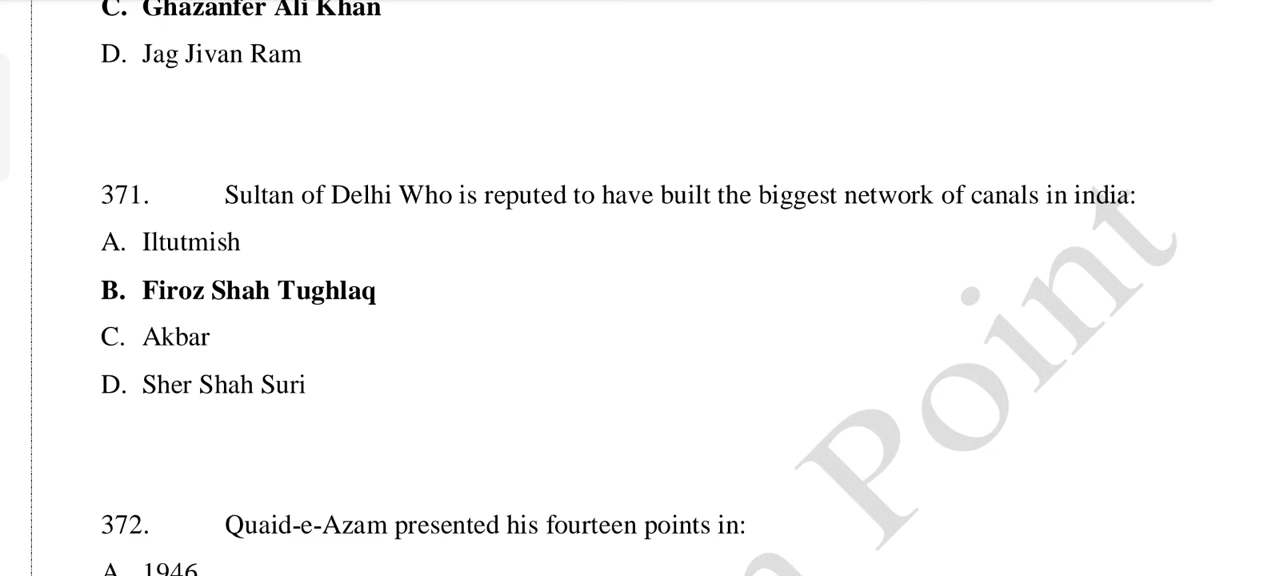 C. Ghazanfer Ali Khan
D. Jag Jivan Ram
371. Sultan of Delhi Who is reputed to have built the biggest network of canals in india:
A. Iltutmish
B. Firoz Shah Tughlaq
C. Akbar
D. Sher Shah Suri
372. Quaid-e-Azam presented his fourteen points in:
A. 1946
Point